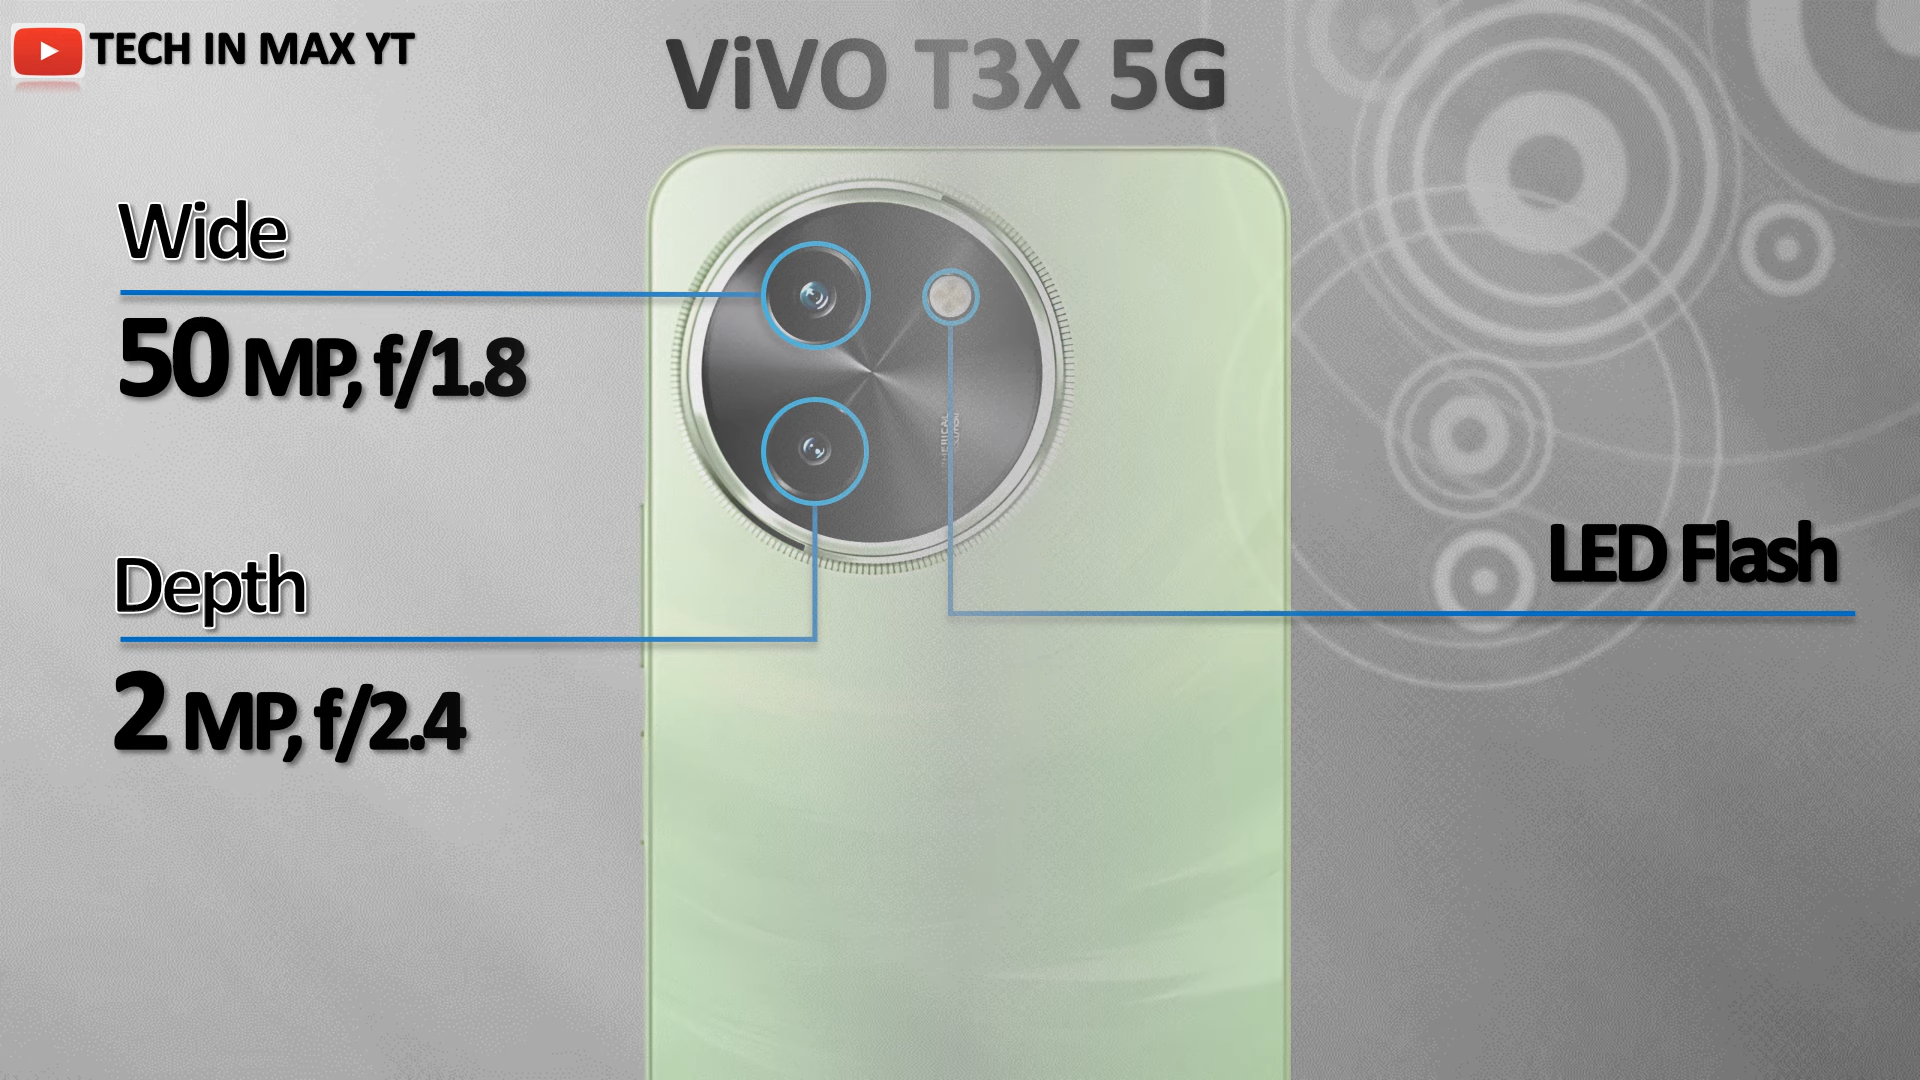 TECH IN MAX YT
ViVO T3X 5G
Wide
50 MP, f/1.8
Depth
2 MP, f/2.4
LED Flash